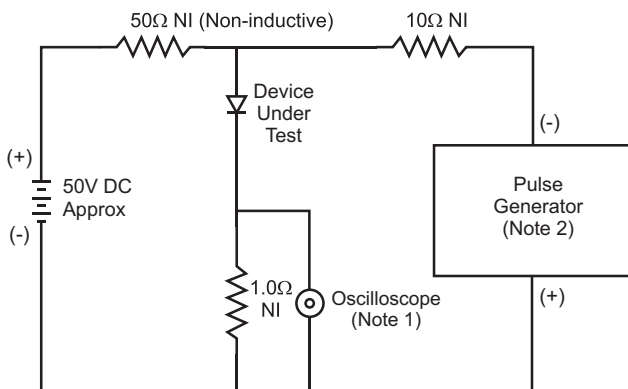 50Ω NI (Non-inductive)
10Ω NI
Device
Under
Test
(-)
(+)
50V DC
Approx
(-)
Pulse
Generator
(Note 2)
1.0Ω
NI
Oscilloscope
(Note 1)
(+)